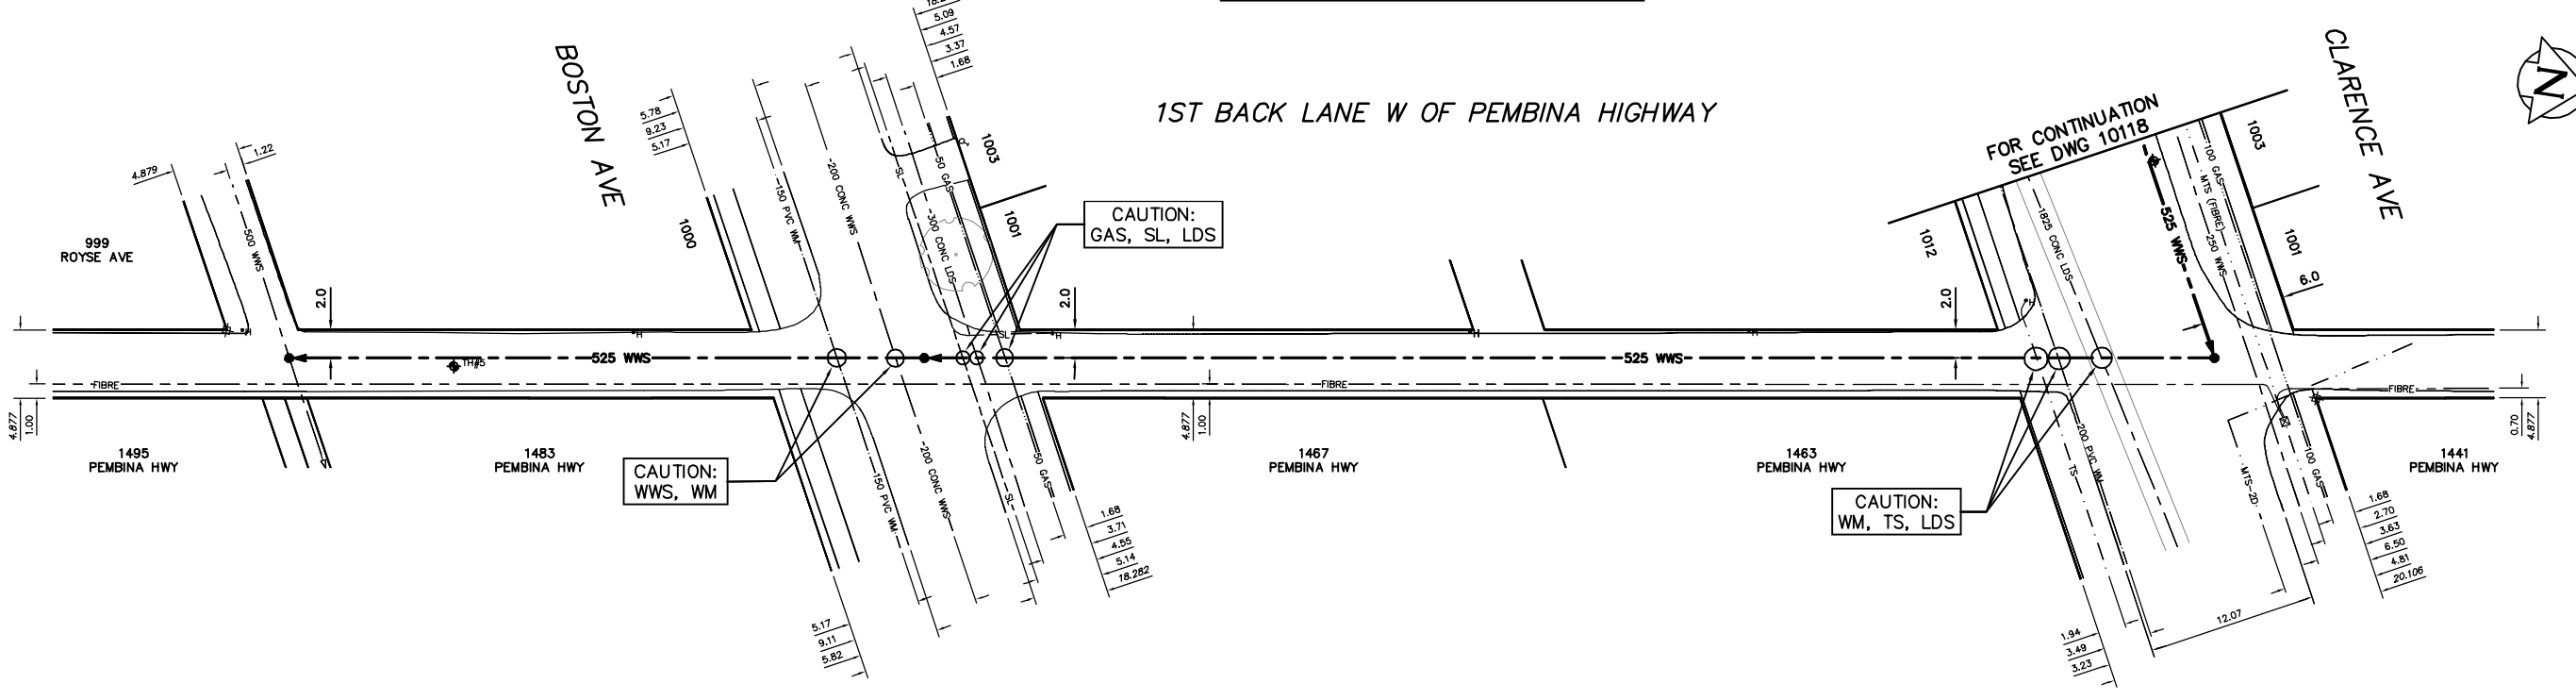 BOSTON AVE
1ST BACK LANE W OF PEMBINA HIGHWAY
CLARENCE AVE
N
FOR CONTINUATION
SEE DWG 10118
5.09
4.57
3.37
1.68
5.78
9.23
5.17
1.22
4.879
999
ROYSE AVE
500 WWS
1000
150 PVC WM
200 CONC WWS
SL
50 GAS
300 CONC LDS
1003
1001
CAUTION:
GAS, SL, LDS
1012
1825 CONC LDS
525 WWS
100 GAS
MTS (FIBRE)
250 WWS
1003
1001
6.0
2.0
2.0
2.0
H
H
SL
H
H
H
H
525 WWS
TH#5
525 WWS
FIBRE
FIBRE
FIBRE
4.877
1.00
4.877
1.00
0.70
4.877
1495
PEMBINA HWY
1483
PEMBINA HWY
CAUTION:
WWS, WM
150 PVC WM
200 CONC WWS
SL
50 GAS
1467
PEMBINA HWY
1463
PEMBINA HWY
CAUTION:
WM, TS, LDS
TS
200 PVC WM
MTS-2D
100 GAS
1441
PEMBINA HWY
1.68
3.71
4.55
5.14
18.282
5.17
9.11
5.82
1.68
2.70
3.63
6.50
4.81
20.106
12.07
1.94
3.49
3.23